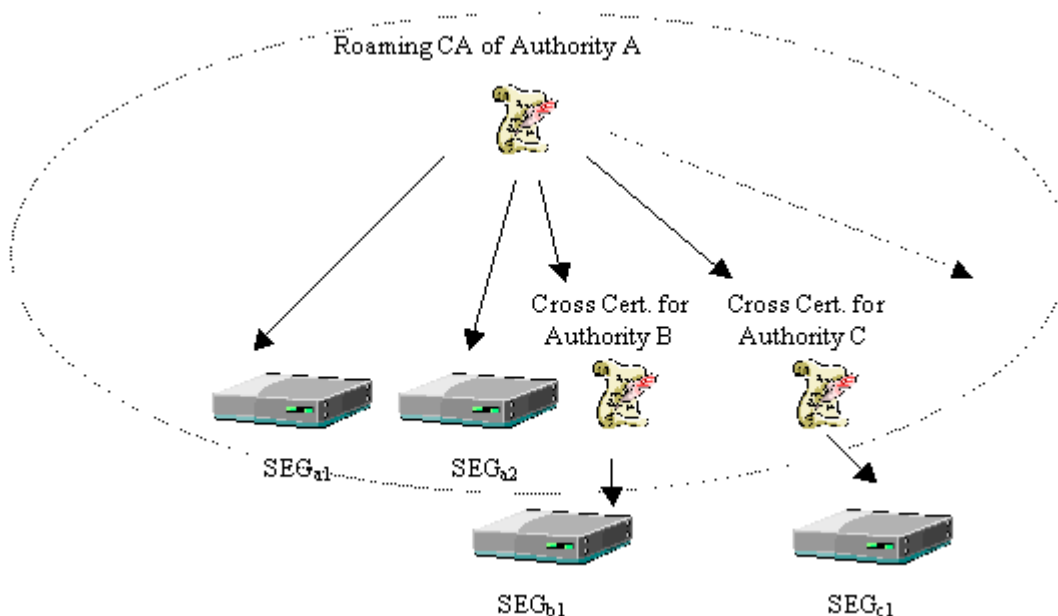 Roaming CA of Authority A
Cross Cert. for
Authority B
Cross Cert. for
Authority C
SEGa1
SEGa2
SEGb1
SEGc1